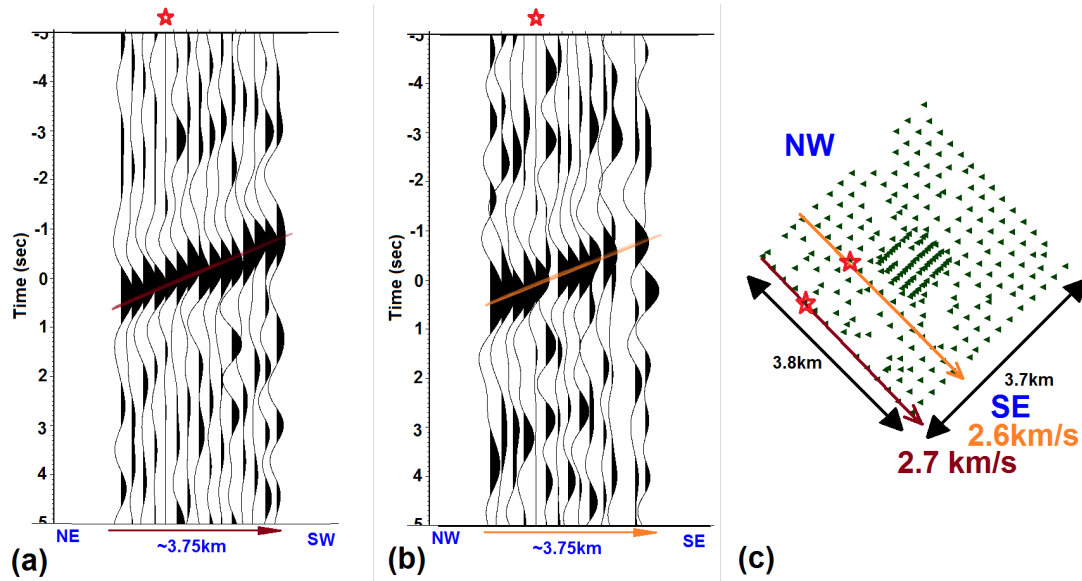 -5
-4
-3
-2
-1
0
1
2
3
4
5
Time (sec)
NE
~3.75km
SW
(a)
-5
-4
-3
-2
-1
0
1
2
3
4
5
Time (sec)
NW
~3.75km
SE
(b)
NW
3.8km
3.7km
SE
2.6km/s
2.7 km/s
(c)